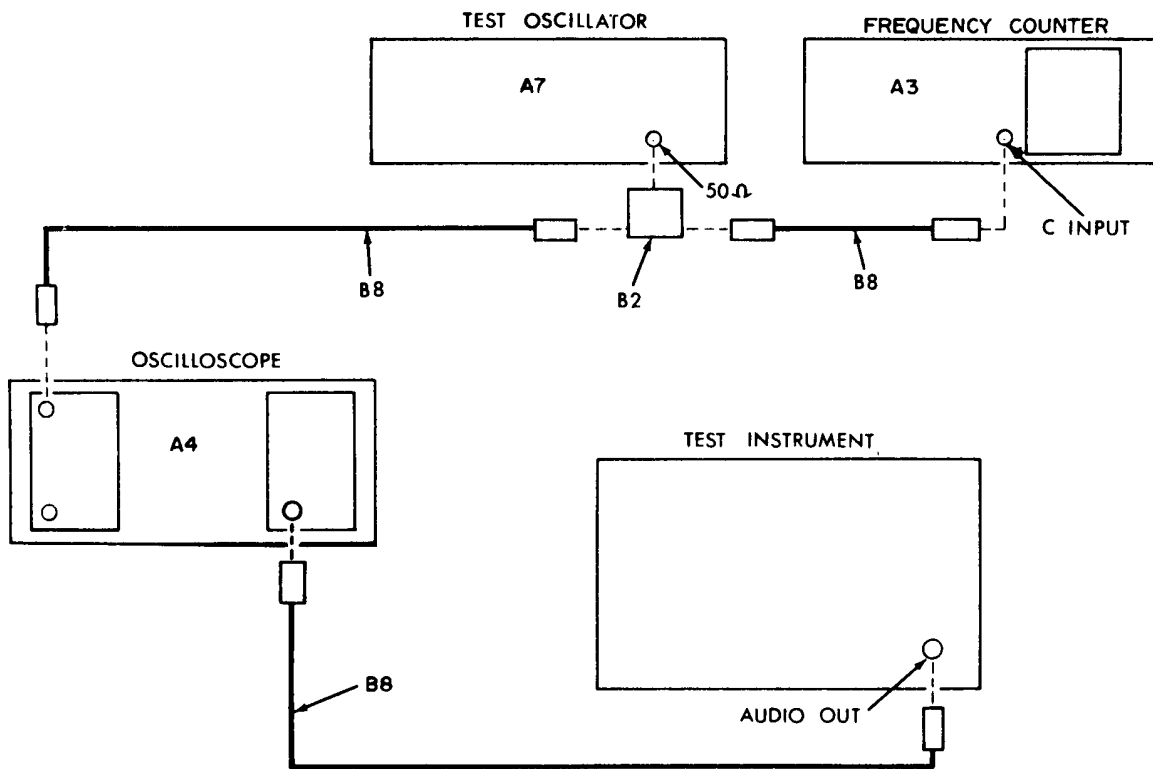 TEST OSCILLATOR
FREQUENCY COUNTER
A7
A3
50Ω
C INPUT
B8
B2
B8
OSCILLOSCOPE
A4
TEST INSTRUMENT
B8
AUDIO OUT